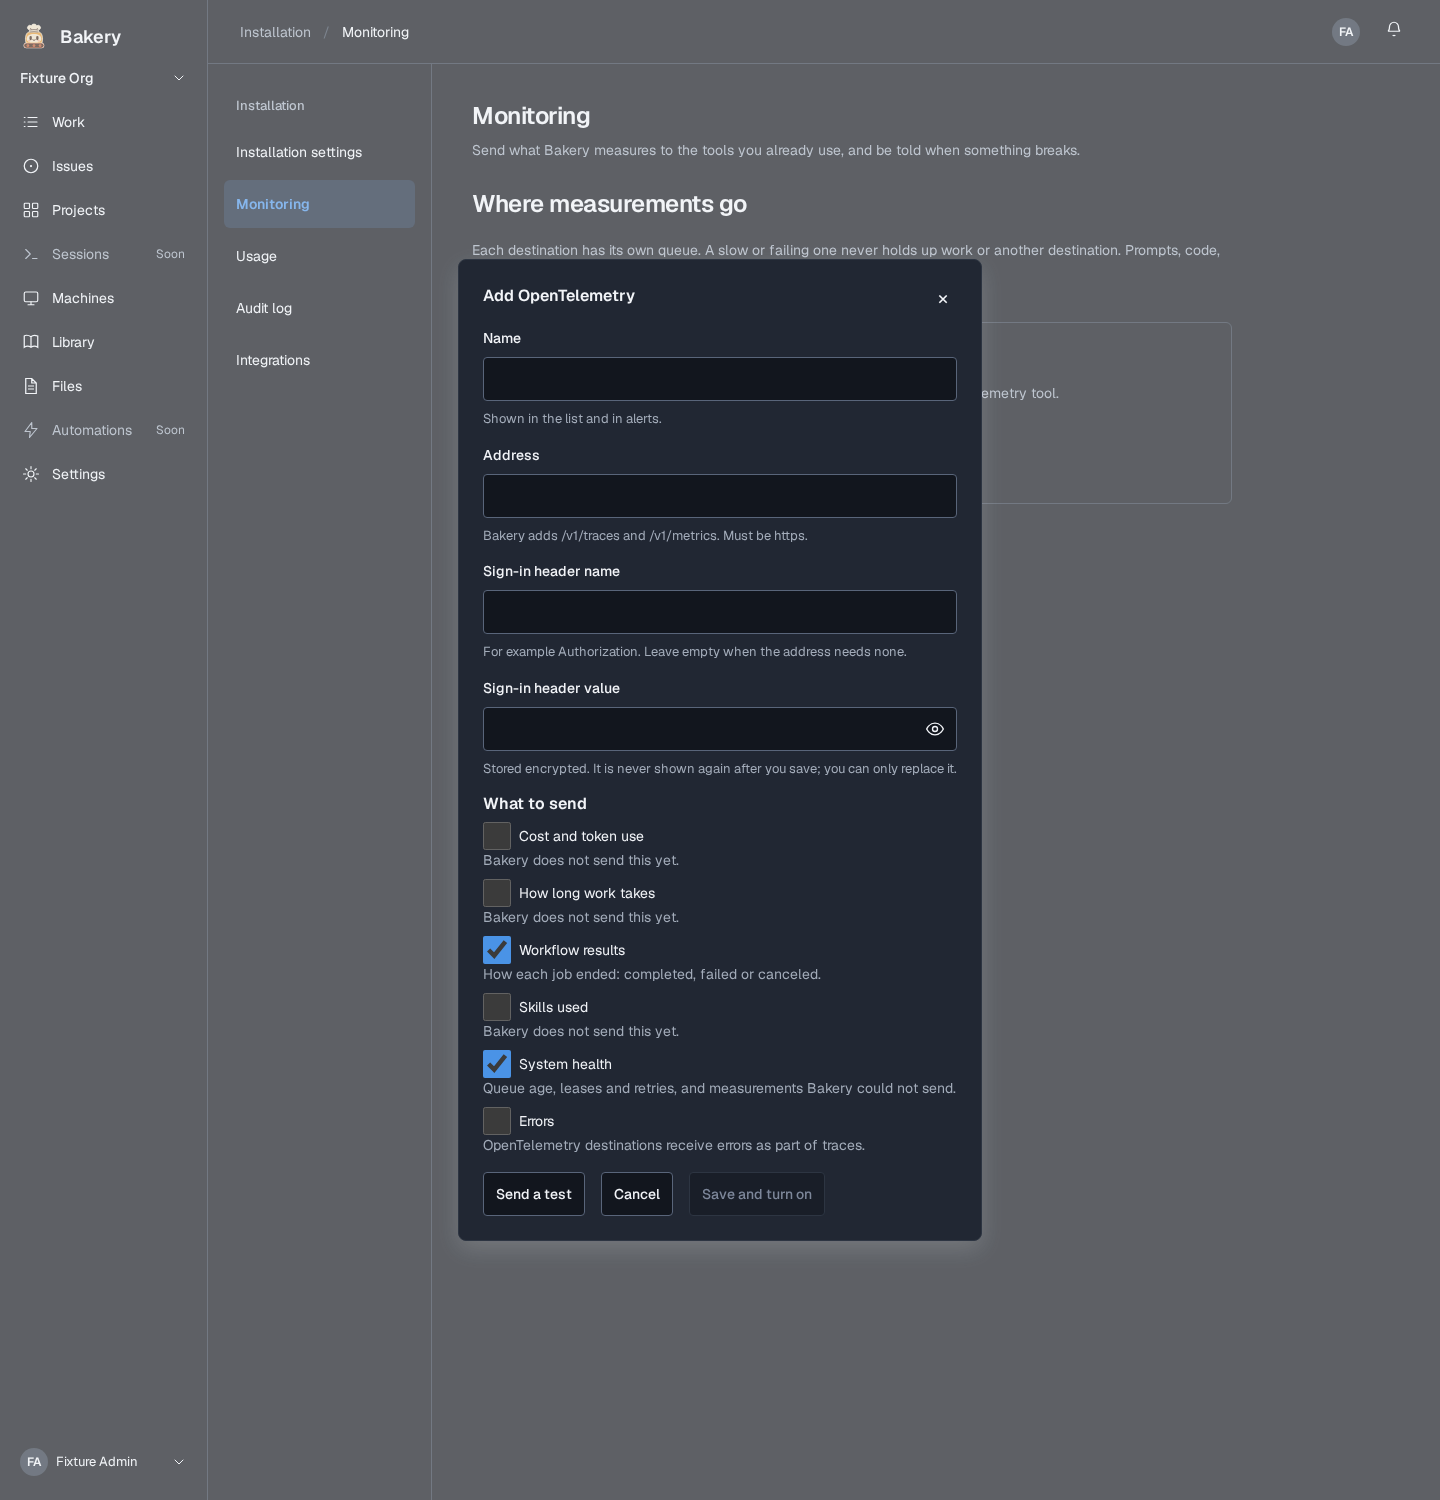 Bakery
Fixture Org
Work
Issues
Projects
Sessions Soon
Machines
Library
Files
Automations Soon
Settings
FA Fixture Admin
Installation / Monitoring
FA
Installation
Installation settings
Monitoring
Usage
Audit log
Integrations
Monitoring
Send what Bakery measures to the tools you already use, and be told when something breaks.
Where measurements go
Each destination has its own queue. A slow or failing one never holds up work or another destination. Prompts, code,
emetry tool.
Add OpenTelemetry
Name
Shown in the list and in alerts.
Address
Bakery adds /v1/traces and /v1/metrics. Must be https.
Sign-in header name
For example Authorization. Leave empty when the address needs none.
Sign-in header value
Stored encrypted. It is never shown again after you save; you can only replace it.
What to send
Cost and token use
Bakery does not send this yet.
How long work takes
Bakery does not send this yet.
Workflow results
How each job ended: completed, failed or canceled.
Skills used
Bakery does not send this yet.
System health
Queue age, leases and retries, and measurements Bakery could not send.
Errors
OpenTelemetry destinations receive errors as part of traces.
Send a test Cancel Save and turn on